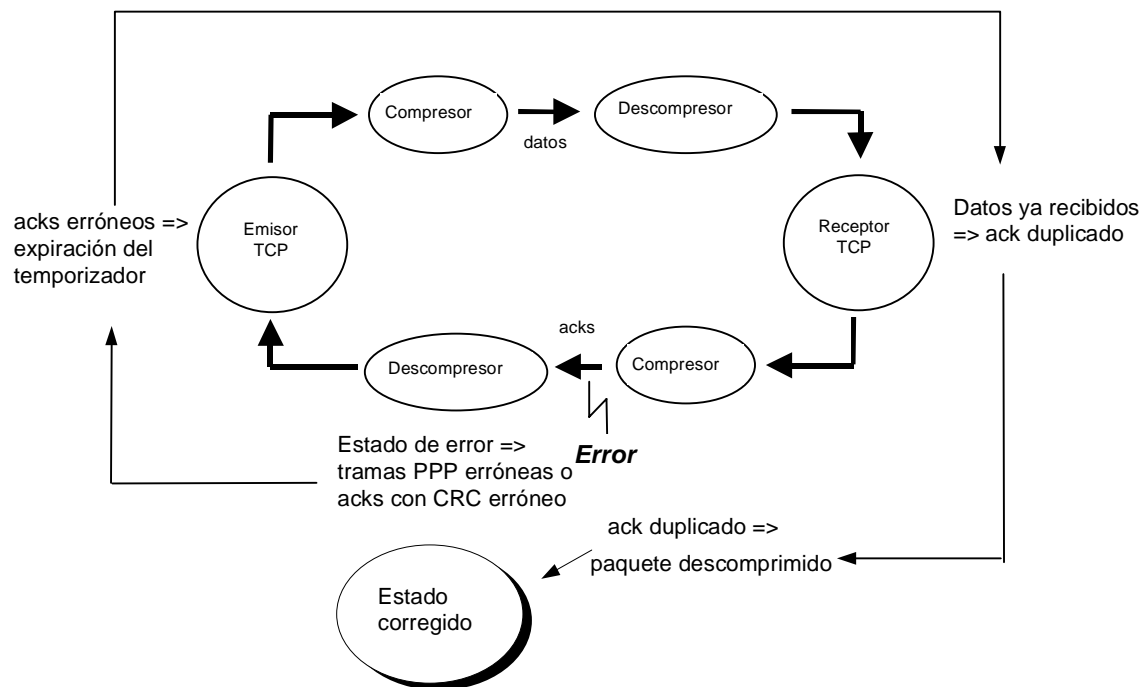 Compresor
Descompresor
datos
acks erróneos =>
expiración del
temporizador
Emisor
TCP
Receptor
TCP
Datos ya recibidos
=> ack duplicado
acks
Descompresor
Compresor
Estado de error =>
tramas PPP erróneas o
acks con CRC erróneo
Error
ack duplicado =>
paquete descomprimido
Estado
corregido